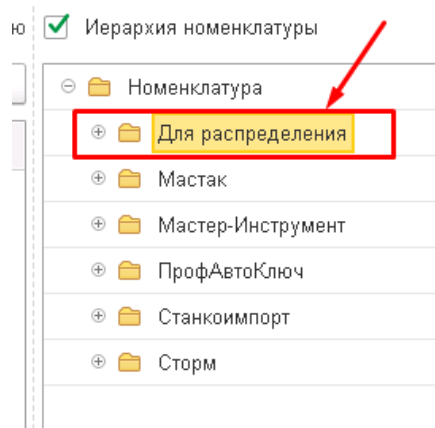 ю Иерархия номенклатуры
Номенклатура
Для распределения
Мастак
Мастер-Инструмент
ПрофАвтоКлюч
Станкоимпорт
Сторм